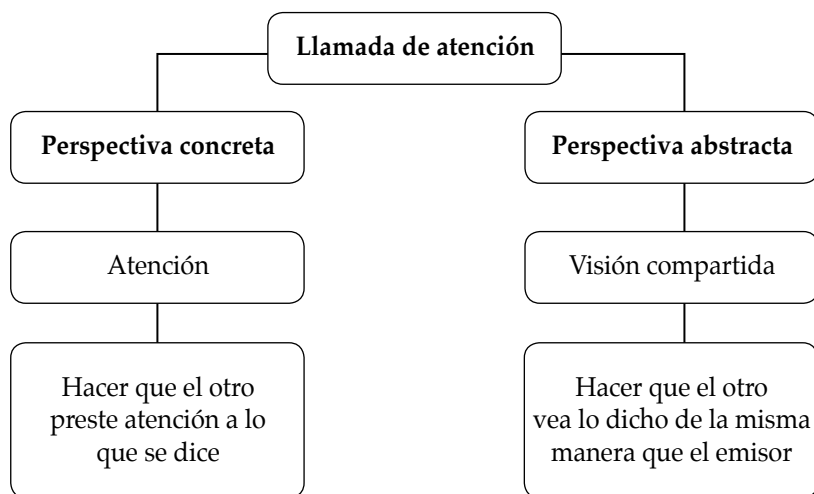 Llamada de atención
Perspectiva concreta
Perspectiva abstracta
Atención
Visión compartida
Hacer que el otro
preste atención a lo
que se dice
Hacer que el otro
vea lo dicho de la misma
manera que el emisor